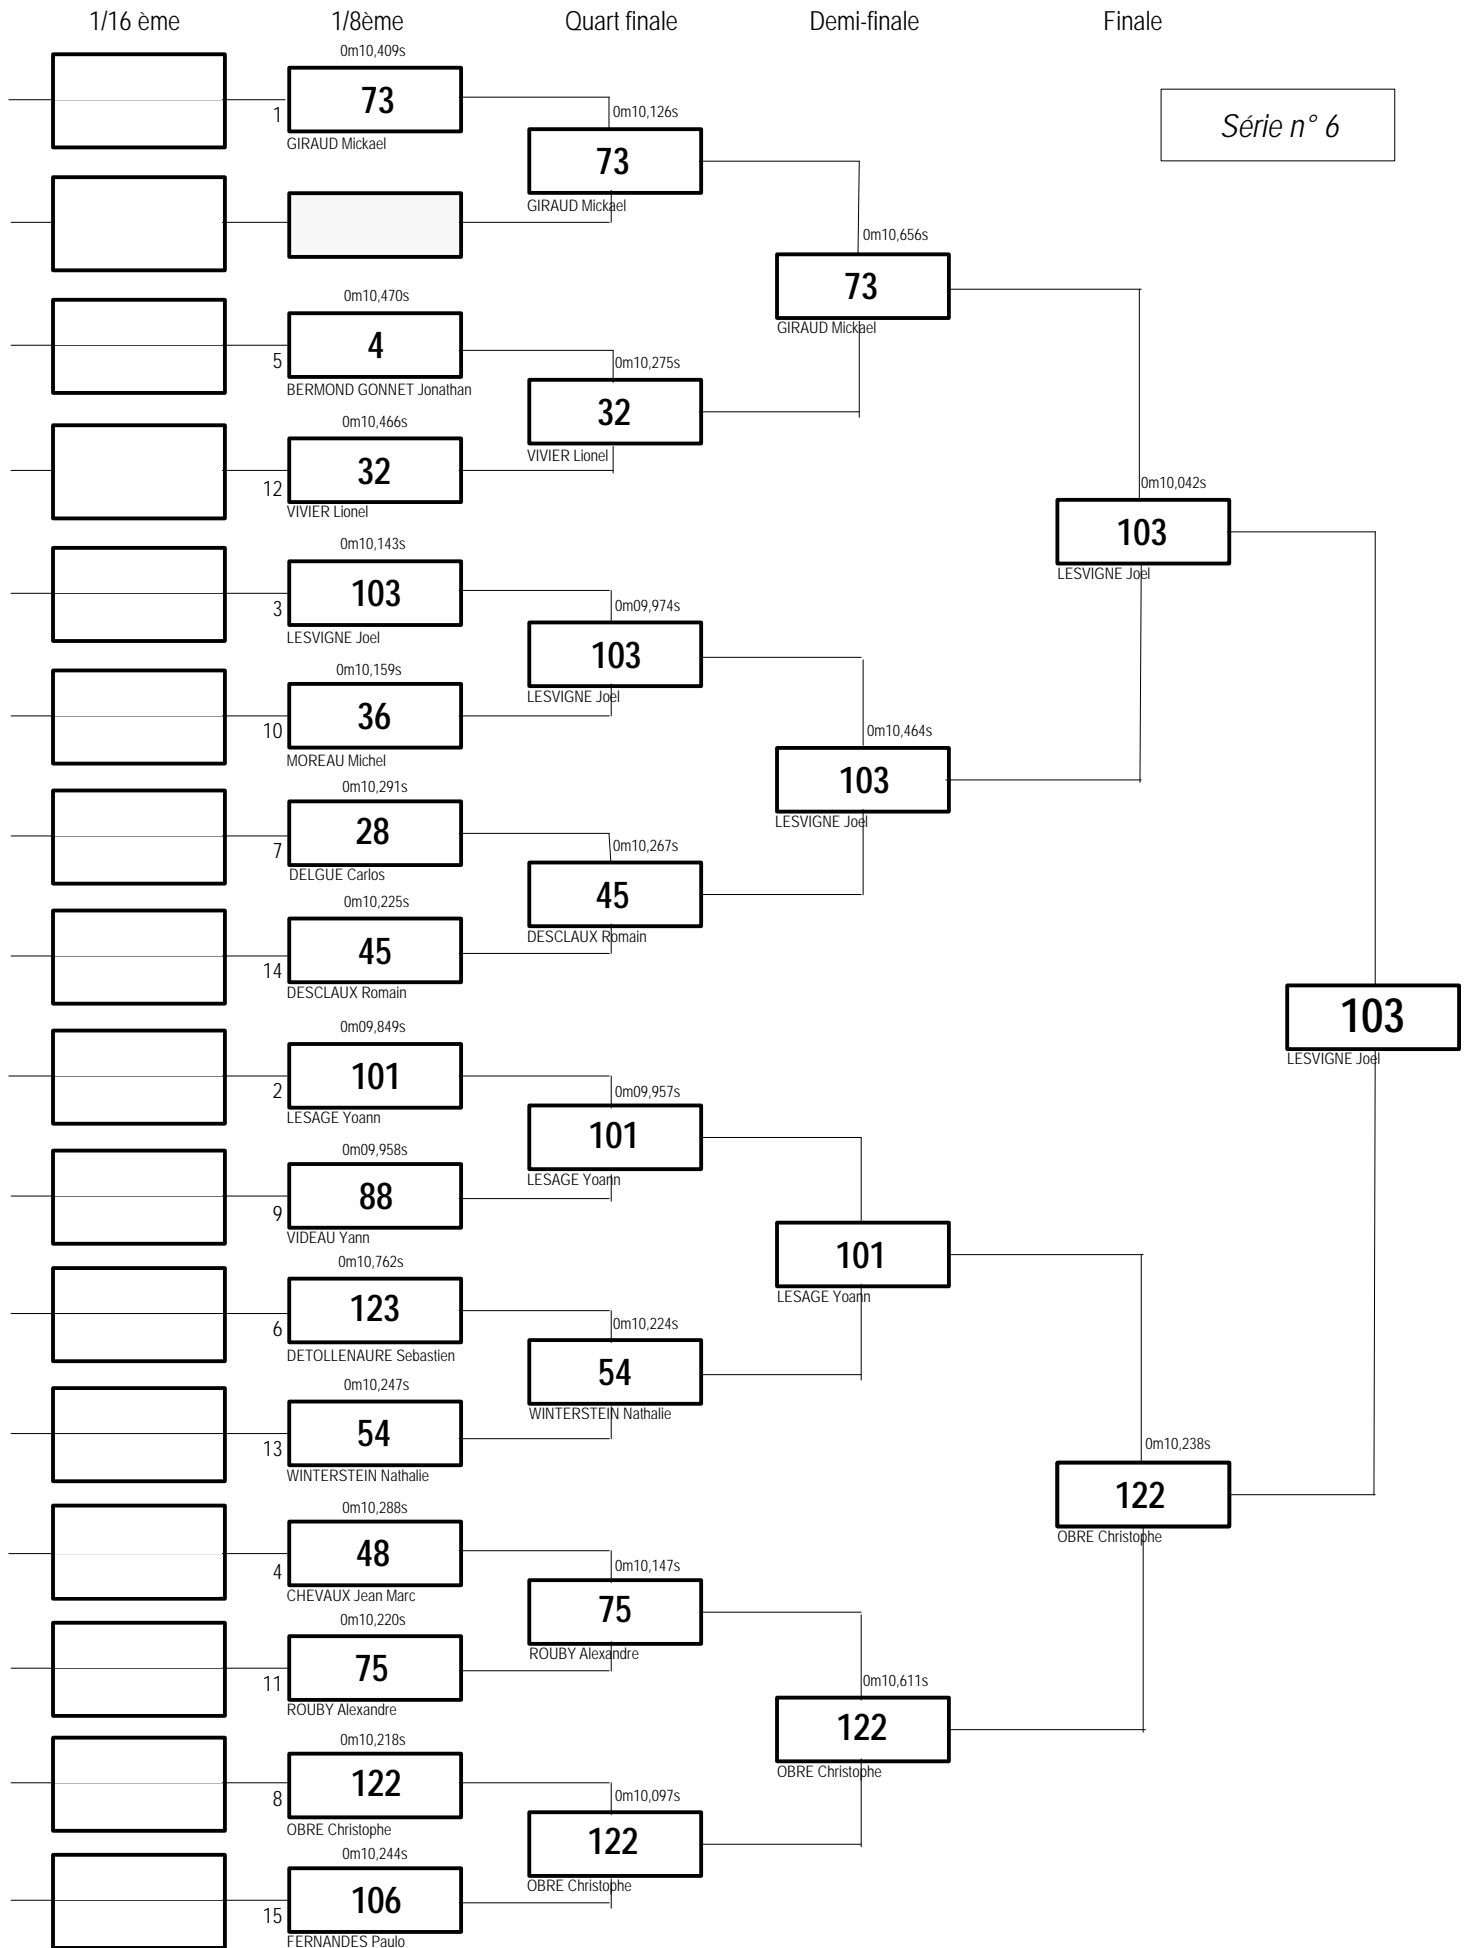 1/16 ème
1/8ème
Quart finale
Demi-finale
Finale
Série n° 6
0m10,409s
1
73
GIRAUD Mickael
0m10,470s
5
4
BERMOND GONNET Jonathan
0m10,466s
12
32
VIVIER Lionel
0m10,143s
3
103
LESVIGNE Joel
0m10,159s
10
36
MOREAU Michel
0m10,291s
7
28
DELGUE Carlos
0m10,225s
14
45
DESCLAUX Romain
0m09,849s
2
101
LESAGE Yoann
0m09,958s
9
88
VIDEAU Yann
0m10,762s
6
123
DETOLLENAURE Sebastien
0m10,247s
13
54
WINTERSTEIN Nathalie
0m10,288s
4
48
CHEVAUX Jean Marc
0m10,220s
11
75
ROUBY Alexandre
0m10,218s
8
122
OBRE Christophe
0m10,244s
15
106
FERNANDES Paulo
0m10,126s
73
GIRAUD Mickael
0m10,275s
32
VIVIER Lionel
0m09,974s
103
LESVIGNE Joel
0m10,267s
45
DESCLAUX Romain
0m09,957s
101
LESAGE Yoann
0m10,224s
54
WINTERSTEIN Nathalie
0m10,147s
75
ROUBY Alexandre
0m10,097s
122
OBRE Christophe
0m10,656s
73
GIRAUD Mickael
0m10,464s
103
LESVIGNE Joel
101
LESAGE Yoann
0m10,611s
122
OBRE Christophe
0m10,042s
103
LESVIGNE Joel
0m10,238s
122
OBRE Christophe
103
LESVIGNE Joel